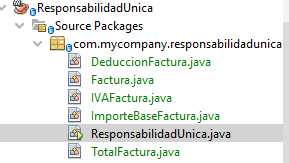 ResponsabilidadUnica
Source Packages
com.mycompany.responsabilidadunica
DeduccionFactura.java
Factura.java
IVAFactura.java
ImporteBaseFactura.java
ResponsabilidadUnica.java
TotalFactura.java